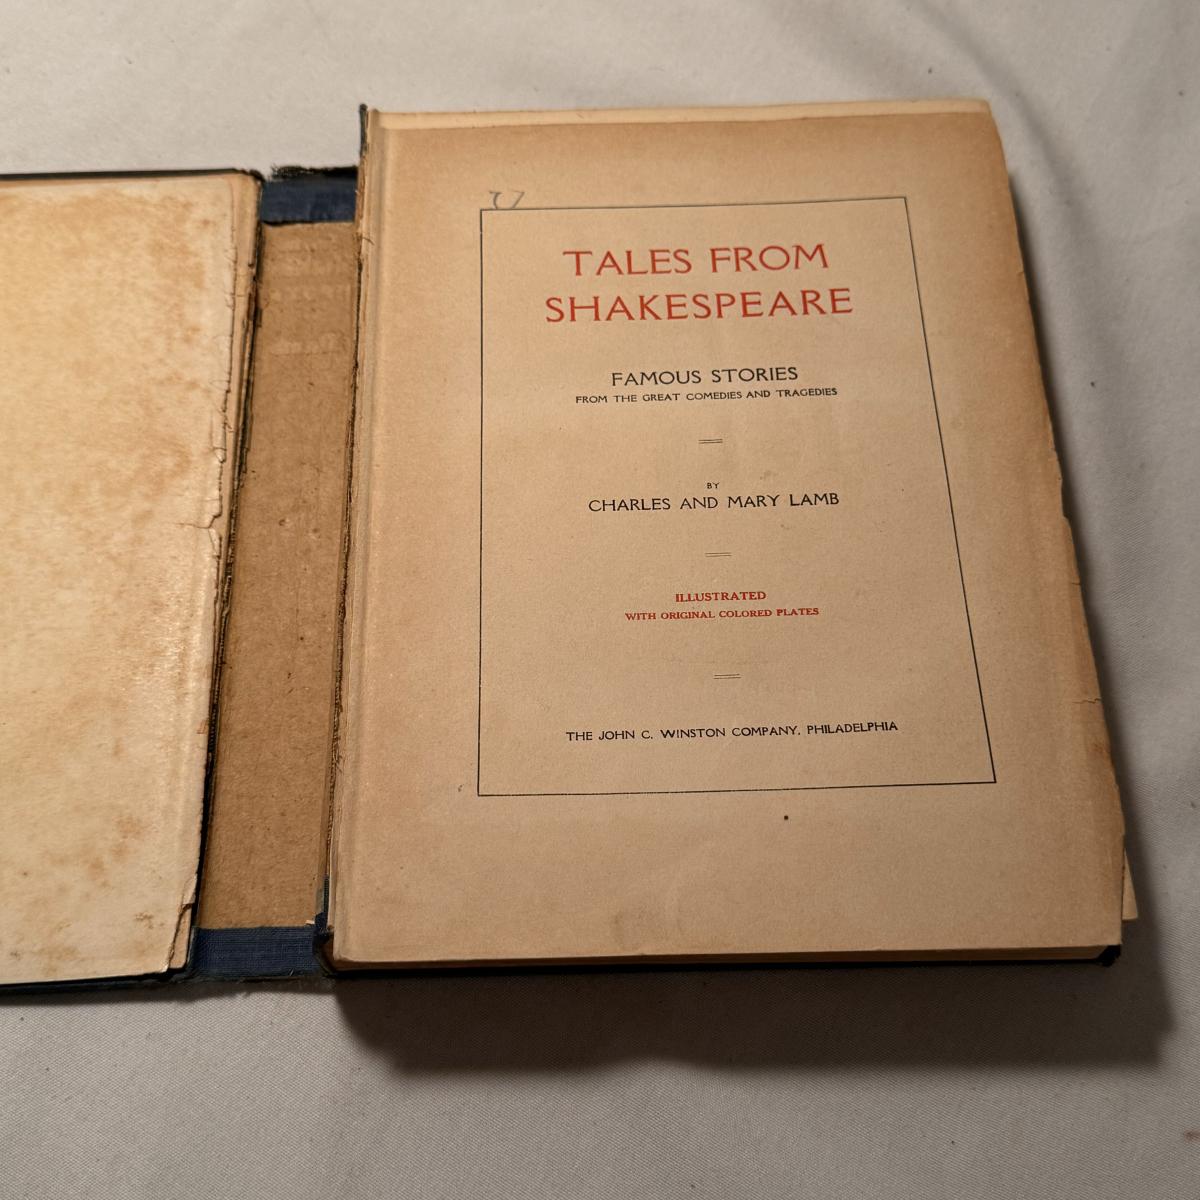 TALES FROM
SHAKESPEARE
FAMOUS STORIES
FROM THE GREAT COMEDIES AND TRAGEDIES
BY
CHARLES AND MARY LAMB
ILLUSTRATED
WITH ORIGINAL COLORED PLATES
THE JOHN C. WINSTON COMPANY, PHILADELPHIA